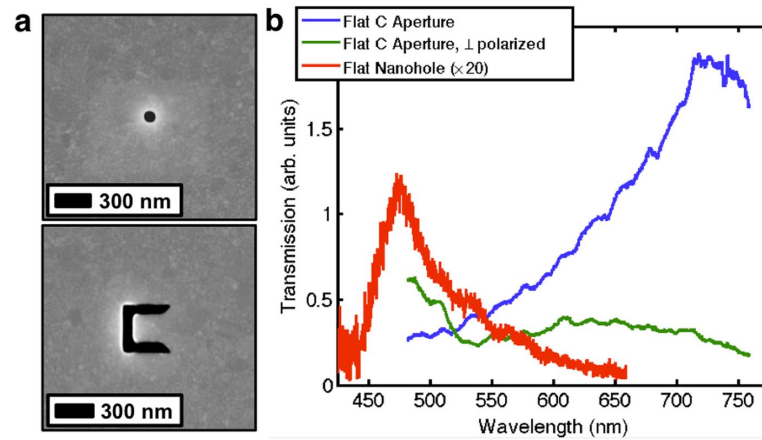 a
300 nm
300 nm
b
Flat C Aperture
Flat C Aperture, ⊥ polarized
Flat Nanohole (×20)
Transmission (arb. units)
1.5
1
0.5
0
450 500 550 600 650 700 750
Wavelength (nm)